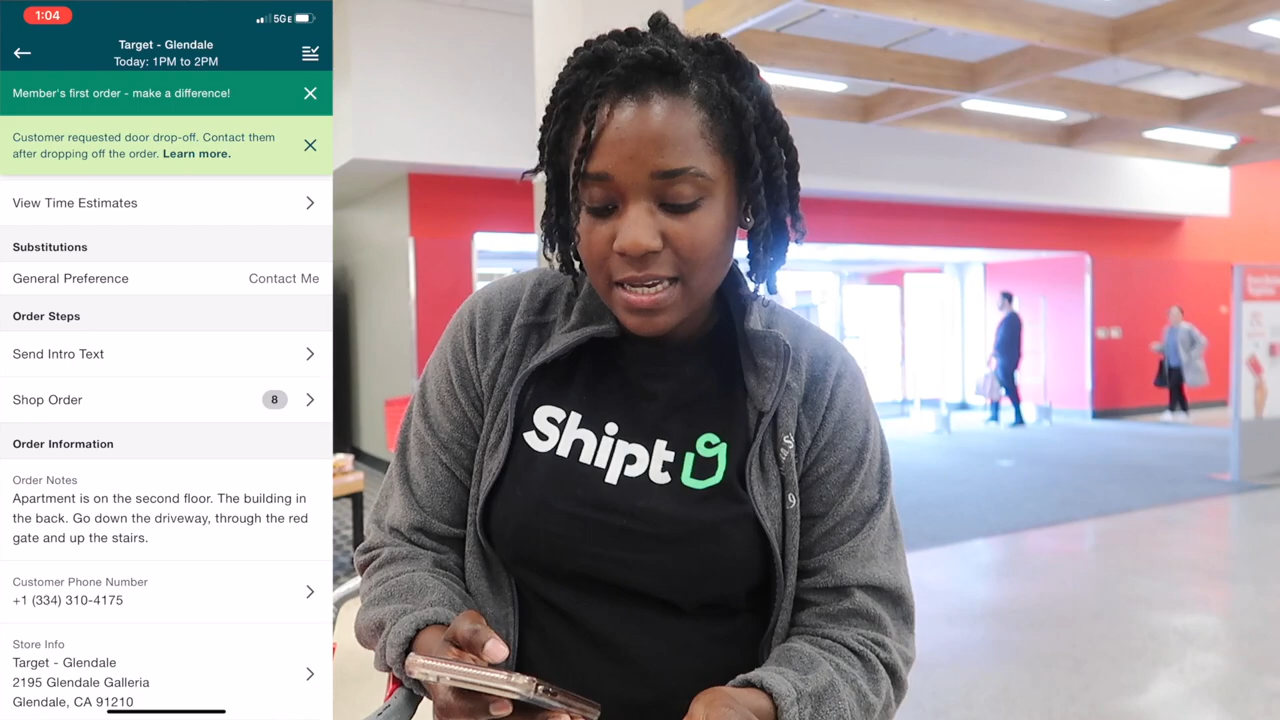 1:04
5GE
Target - Glendale
Today: 1PM to 2PM
Member's first order - make a difference!
Customer requested door drop-off. Contact them
after dropping off the order. Learn more.
View Time Estimates
Substitutions
General Preference Contact Me
Order Steps
Send Intro Text
Shop Order 8
Order Information
Order Notes
Apartment is on the second floor. The building in
the back. Go down the driveway, through the red
gate and up the stairs.
Customer Phone Number
+1 (334) 310-4175
Store Info
Target - Glendale
2195 Glendale Galleria
Glendale, CA 91210
Shipt